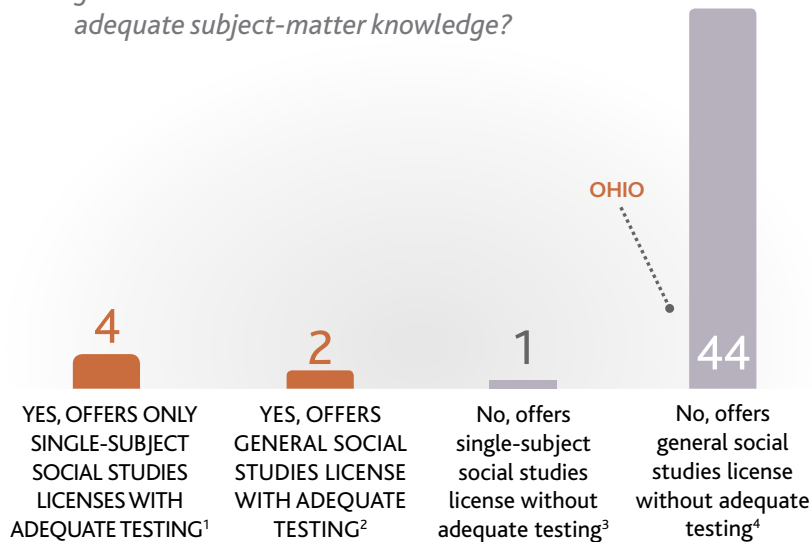 adequate subject-matter knowledge?
OHIO
4
2
1
44
YES, OFFERS ONLY
SINGLE-SUBJECT
SOCIAL STUDIES
LICENSES WITH
ADEQUATE TESTING¹
YES, OFFERS
GENERAL SOCIAL
STUDIES LICENSE
WITH ADEQUATE
TESTING²
No, offers
single-subject
social studies
license without
adequate testing³
No, offers
general social
studies license
without adequate
testing⁴